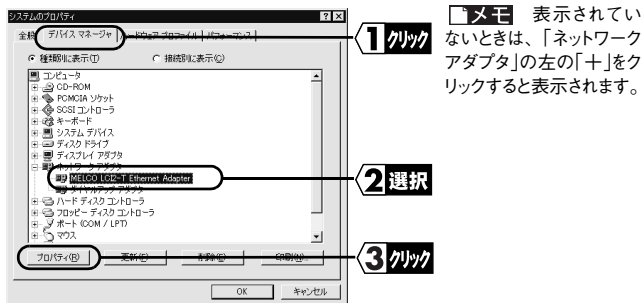 システムのプロパティ
全般 デバイス マネージャ ハードウェア プロファイル パフォーマンス
種類別に表示(T) 接続別に表示(C)
コンピュータ
CD-ROM
PCMCIA ソケット
SCSI コントローラ
キーボード
システム デバイス
ディスク ドライブ
ディスプレイ アダプタ
ネットワーク アダプタ
MELCO LCI2-T Ethernet Adapter
ダイヤルアップ アダプタ
ハード ディスク コントローラ
フロッピー ディスク コントローラ
ポート (COM / LPT)
マウス
プロパティ(R) 更新(F) 削除(E) 印刷(N)...
OK キャンセル
1 クリック
2 選択
3 クリック
メモ 表示されてい
ないときは、「ネットワーク
アダプタ」の左の「＋」をク
リックすると表示されます。